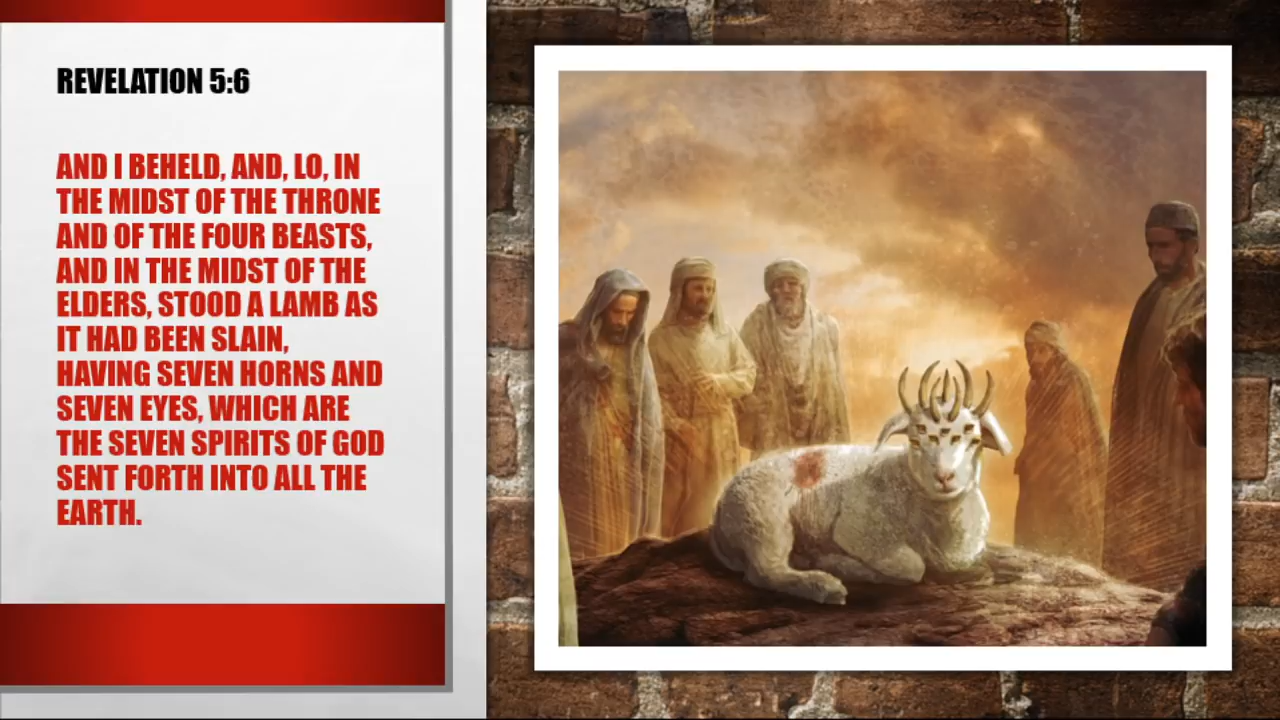 REVELATION 5:6
AND I BEHELD, AND, LO, IN
THE MIDST OF THE THRONE
AND OF THE FOUR BEASTS,
AND IN THE MIDST OF THE
ELDERS, STOOD A LAMB AS
IT HAD BEEN SLAIN,
HAVING SEVEN HORNS AND
SEVEN EYES, WHICH ARE
THE SEVEN SPIRITS OF GOD
SENT FORTH INTO ALL THE
EARTH.